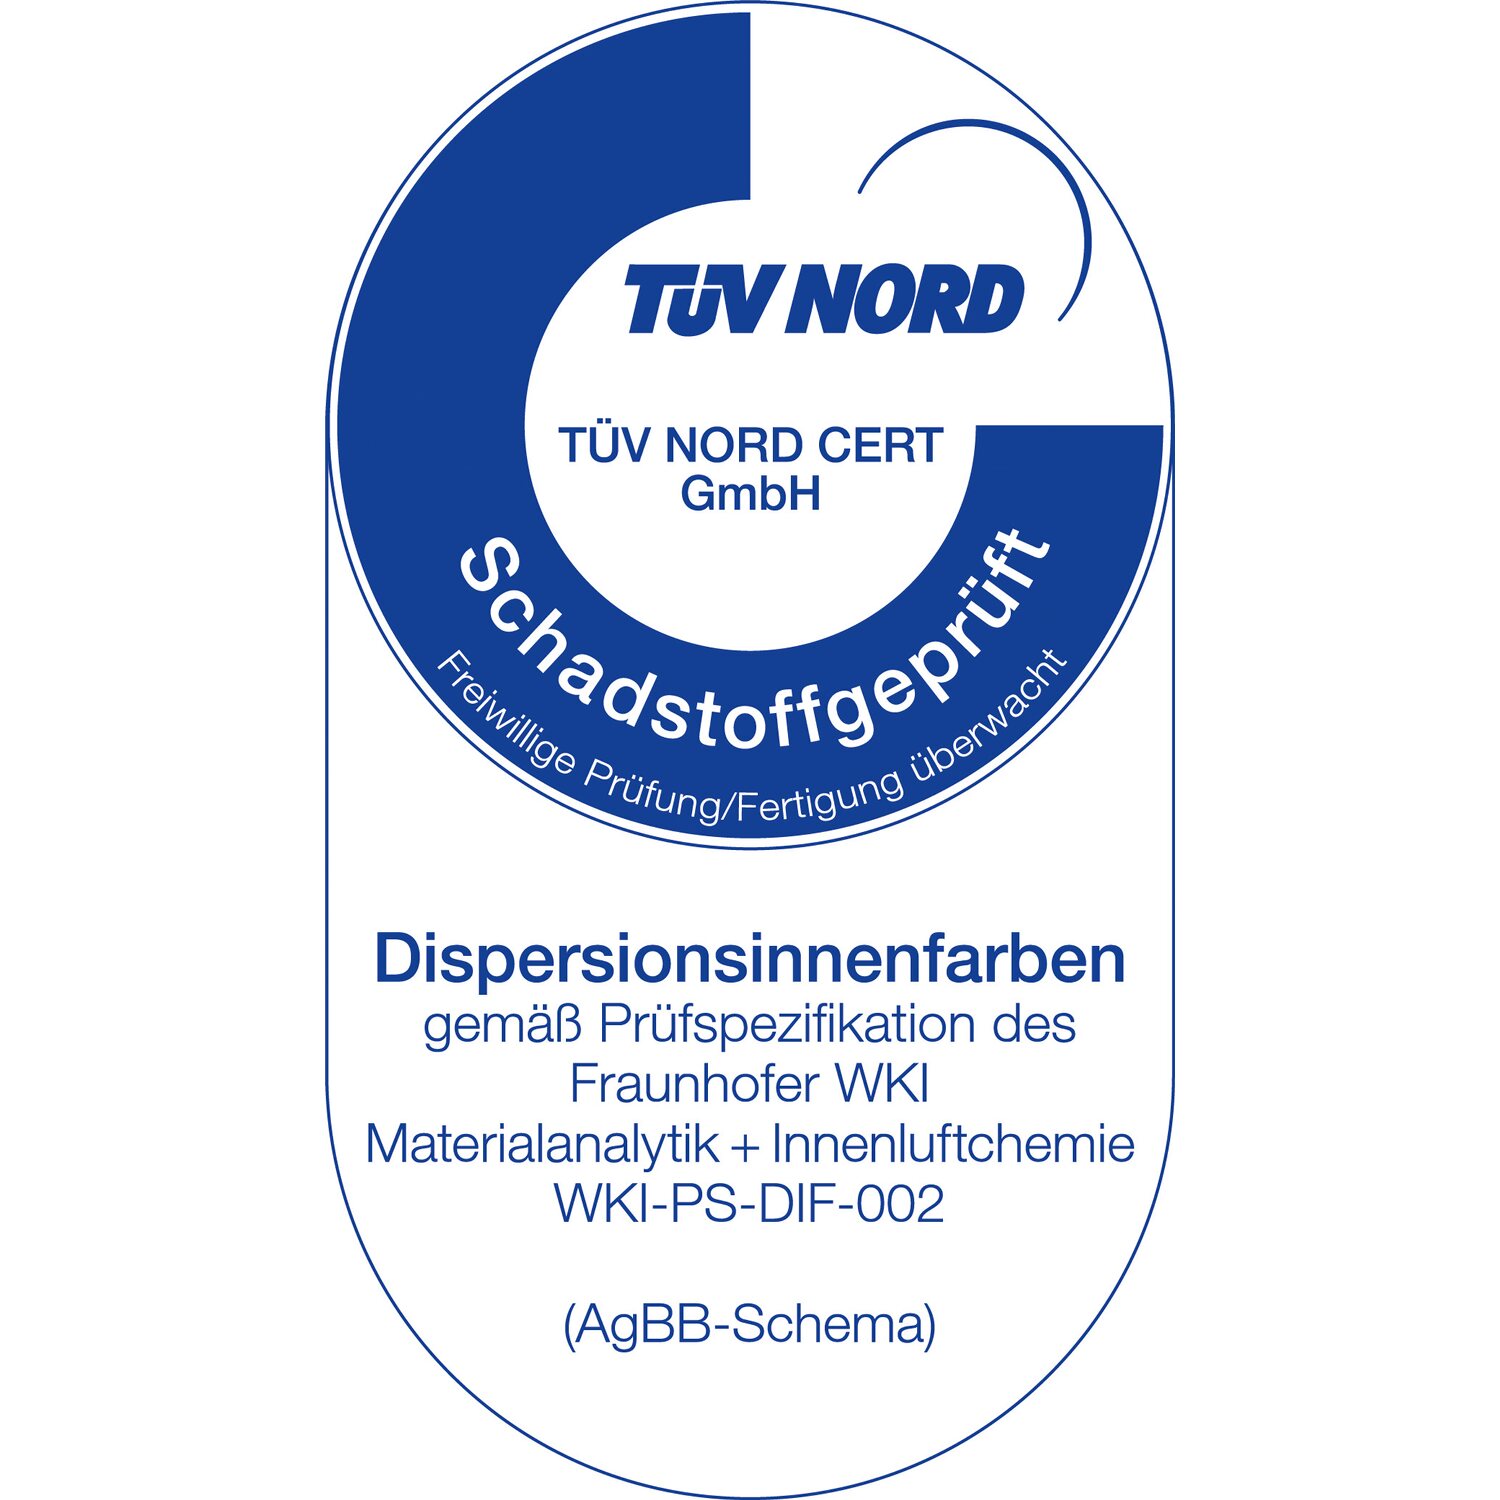 TÜV NORD
TÜV NORD CERT
GmbH
Schadstoffgeprüft
Freiwillige Prüfung/Fertigung überwacht
Dispersionsinnenfarben
gemäß Prüfspezifikation des
Fraunhofer WKI
Materialanalytik + Innenluftchemie
WKI-PS-DIF-002
(AgBB-Schema)